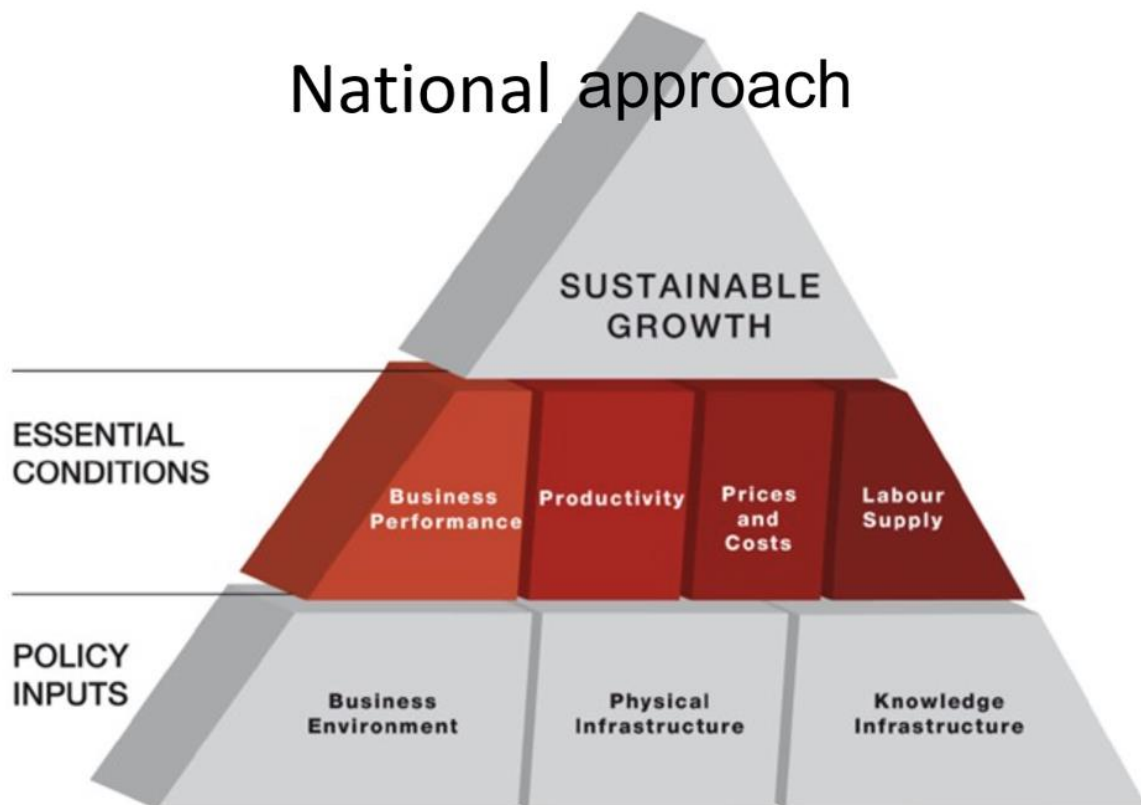 National approach
SUSTAINABLE
GROWTH
ESSENTIAL
CONDITIONS
Business
Performance
Productivity
Prices
and
Costs
Labour
Supply
POLICY
INPUTS
Business
Environment
Physical
Infrastructure
Knowledge
Infrastructure